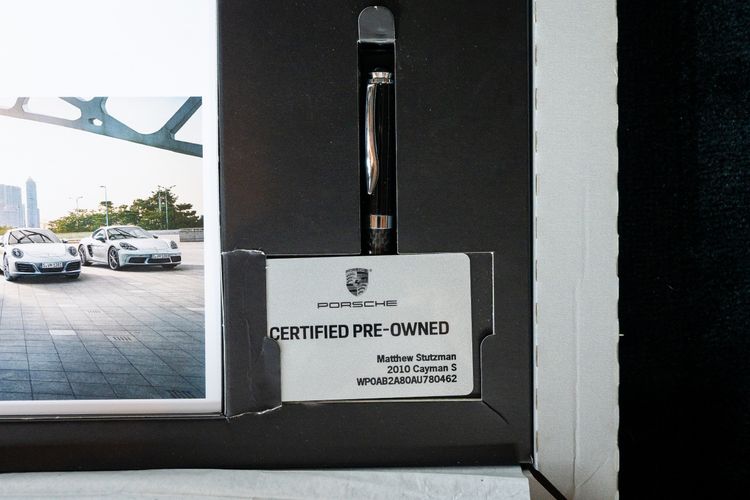 PORSCHE
CERTIFIED PRE-OWNED
Matthew Stutzman
2010 Cayman S
WP0AB2A80AU780462